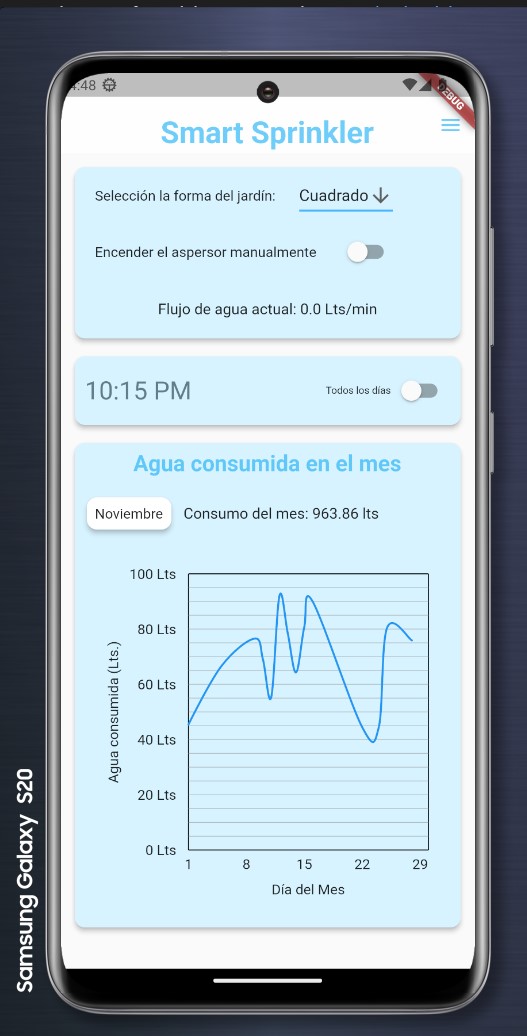 4:48
DEBUG
Smart Sprinkler
Selección la forma del jardín: Cuadrado
Encender el aspersor manualmente
Flujo de agua actual: 0.0 Lts/min
10:15 PM Todos los días
Agua consumida en el mes
Noviembre Consumo del mes: 963.86 lts
100 Lts
80 Lts
60 Lts
40 Lts
20 Lts
0 Lts
Agua consumida (Lts.)
1 8 15 22 29
Día del Mes
Samsung Galaxy S20